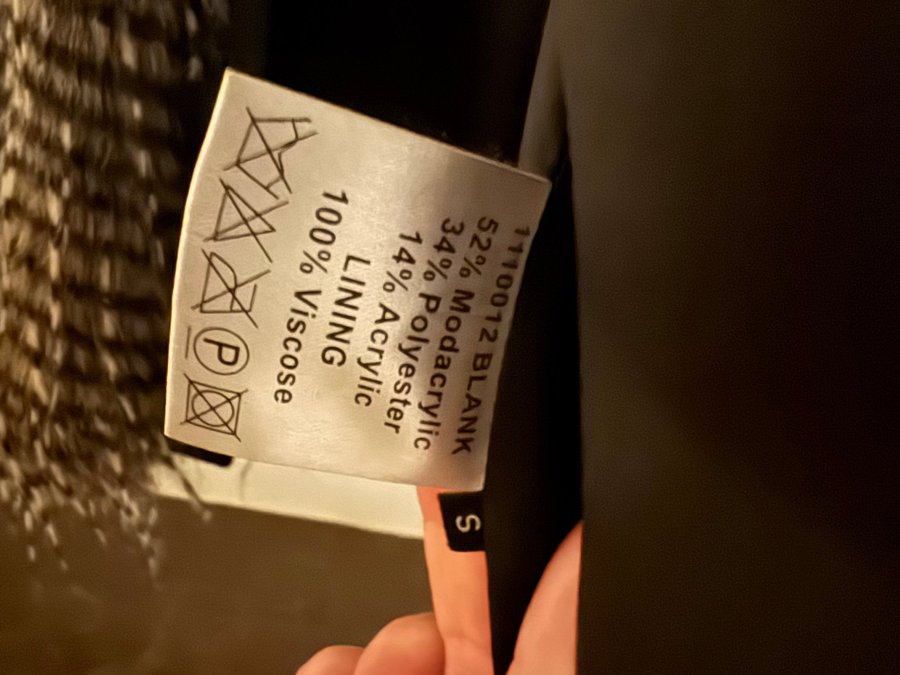 1110012 BLANK
52% Modacrylic
34% Polyester
14% Acrylic
LINING
100% Viscose
P
S